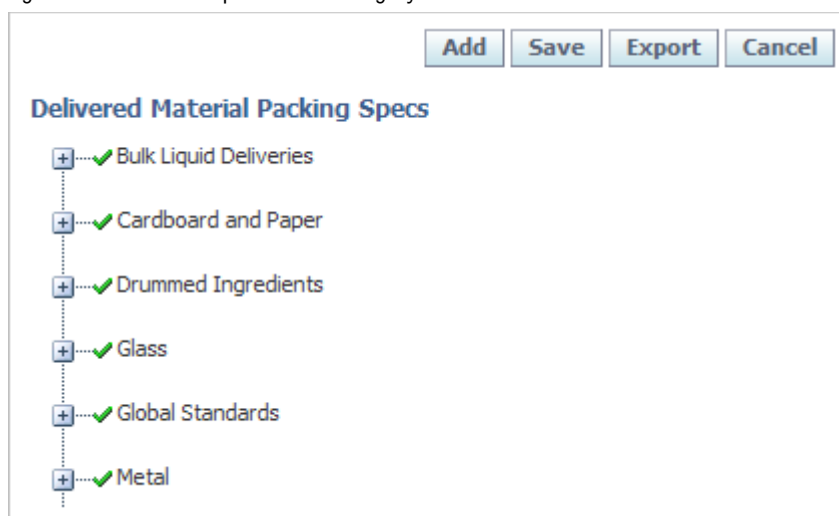 Add Save Export Cancel
Delivered Material Packing Specs
Bulk Liquid Deliveries
Cardboard and Paper
Drummed Ingredients
Glass
Global Standards
Metal